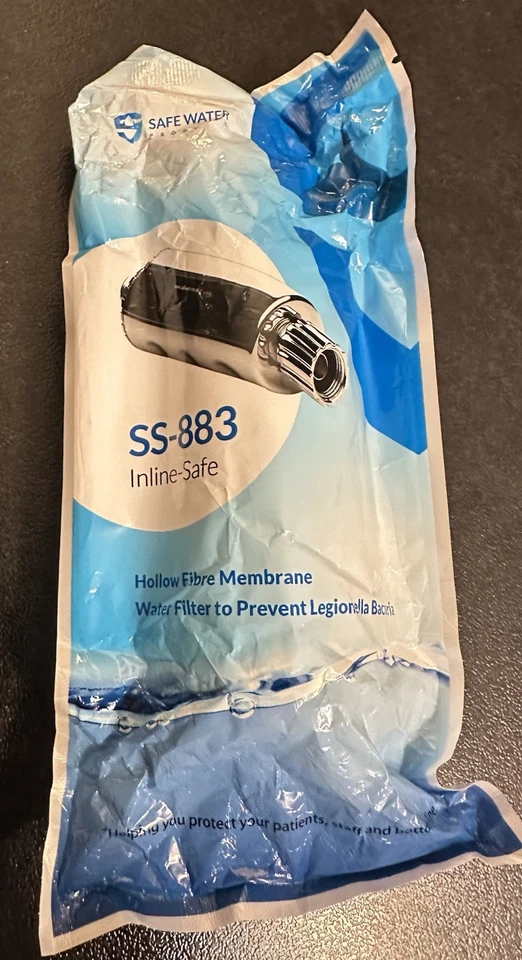 SAFE WATER
SS-883
Inline-Safe
Hollow Fibre Membrane
Water Filter to Prevent Legionella Bacteria
"Helping you protect your patients, staff and